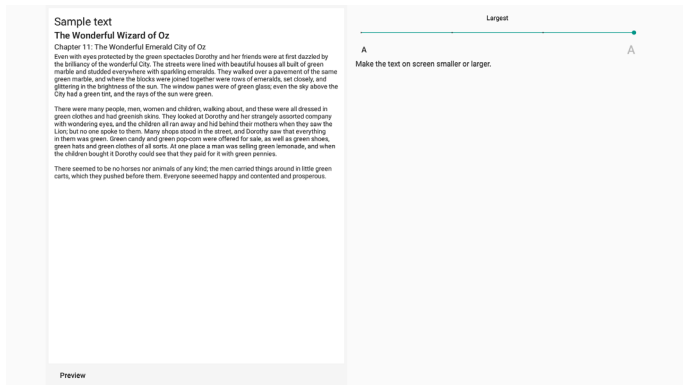 Sample text
The Wonderful Wizard of Oz
Chapter 11: The Wonderful Emerald City of Oz
Even with eyes protected by the green spectacles Dorothy and her friends were at first dazzled by
the brilliancy of the wonderful City. The streets were lined with beautiful houses all built of green
marble and studded everywhere with sparkling emeralds. They walked over a pavement of the same
green marble, and where the blocks were joined together were rows of emeralds, set closely, and
glittering in the brightness of the sun. The window panes were of green glass; even the sky above the
City had a green tint, and the rays of the sun were green.
There were many people, men, women and children, walking about, and these were all dressed in
green clothes and had greenish skins. They looked at Dorothy and her strangely assorted company
with wondering eyes, and the children all ran away and hid behind their mothers when they saw the
Lion; but no one spoke to them. Many shops stood in the street, and Dorothy saw that everything
in them was green. Green candy and green pop-corn were offered for sale, as well as green shoes,
green hats and green clothes of all sorts. At one place a man was selling green lemonade, and when
the children bought it Dorothy could see that they paid for it with green pennies.
There seemed to be no horses nor animals of any kind; the men carried things around in little green
carts, which they pushed before them. Everyone seeemed happy and contented and prosperous.
Preview
Largest
A A
Make the text on screen smaller or larger.